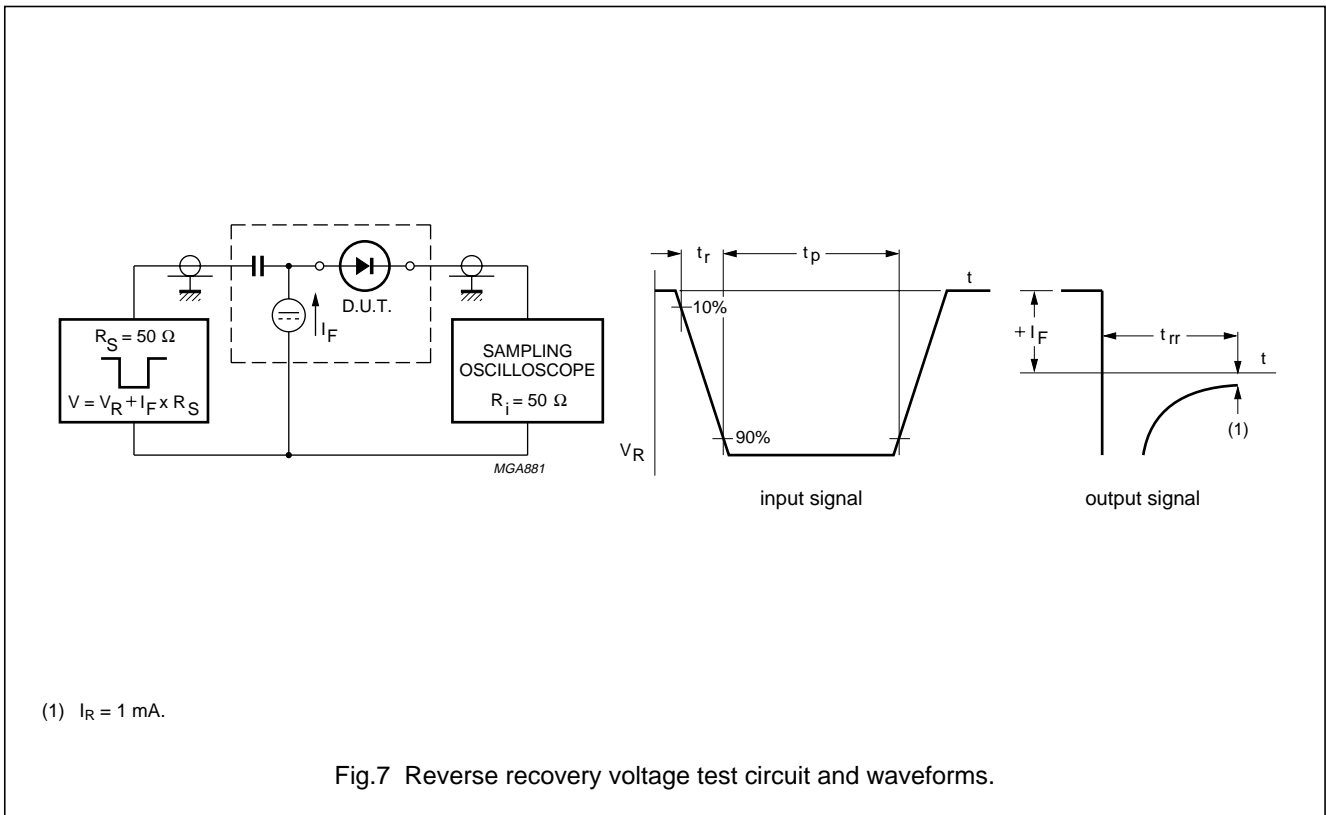 D.U.T.
I_F
R_S = 50 Ω
V = V_R + I_F x R_S
SAMPLING
OSCILLOSCOPE
R_i = 50 Ω
MGA881
t_r
t_p
t
10%
90%
V_R
input signal
+ I_F
t_rr
t
(1)
output signal
(1) I_R = 1 mA.
Fig.7 Reverse recovery voltage test circuit and waveforms.